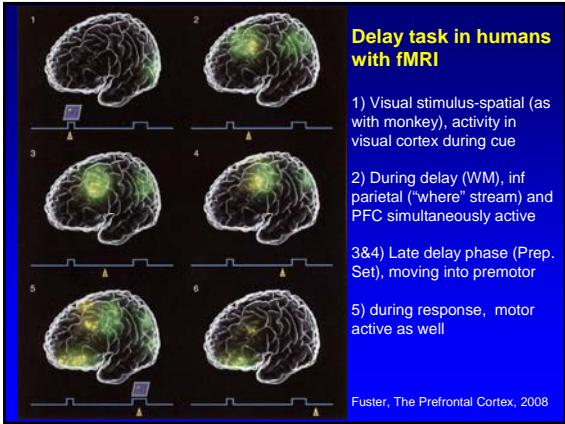 1
2
3
4
5
6
Delay task in humans
with fMRI
1) Visual stimulus-spatial (as
with monkey), activity in
visual cortex during cue
2) During delay (WM), inf
parietal (“where” stream) and
PFC simultaneously active
3&4) Late delay phase (Prep.
Set), moving into premotor
5) during response,  motor
active as well
Fuster, The Prefrontal Cortex, 2008